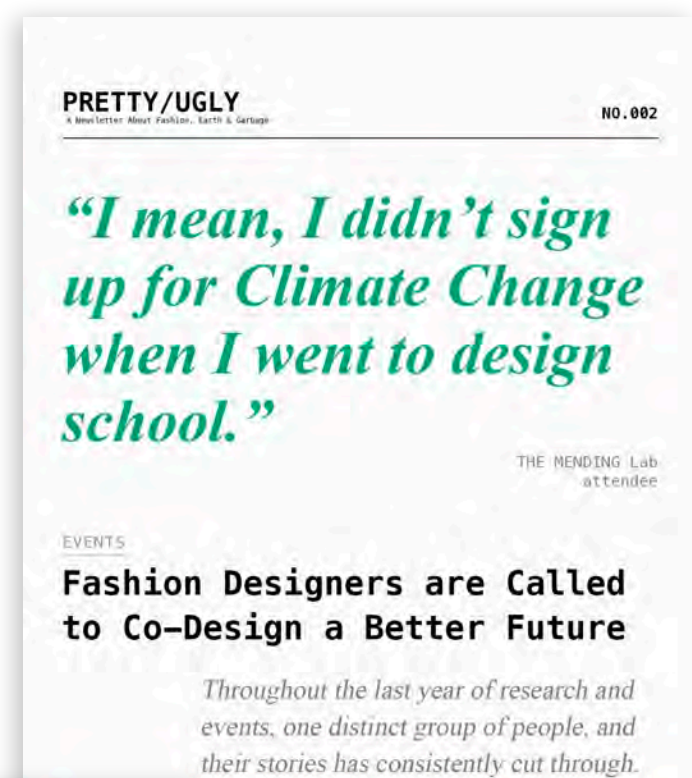 PRETTY/UGLY
A Newsletter About Fashion, Earth & Garbage
NO.002
“I mean, I didn’t sign
up for Climate Change
when I went to design
school.”
THE MENDING Lab
attendee
EVENTS
Fashion Designers are Called
to Co–Design a Better Future
Throughout the last year of research and
events, one distinct group of people, and
their stories has consistently cut through.